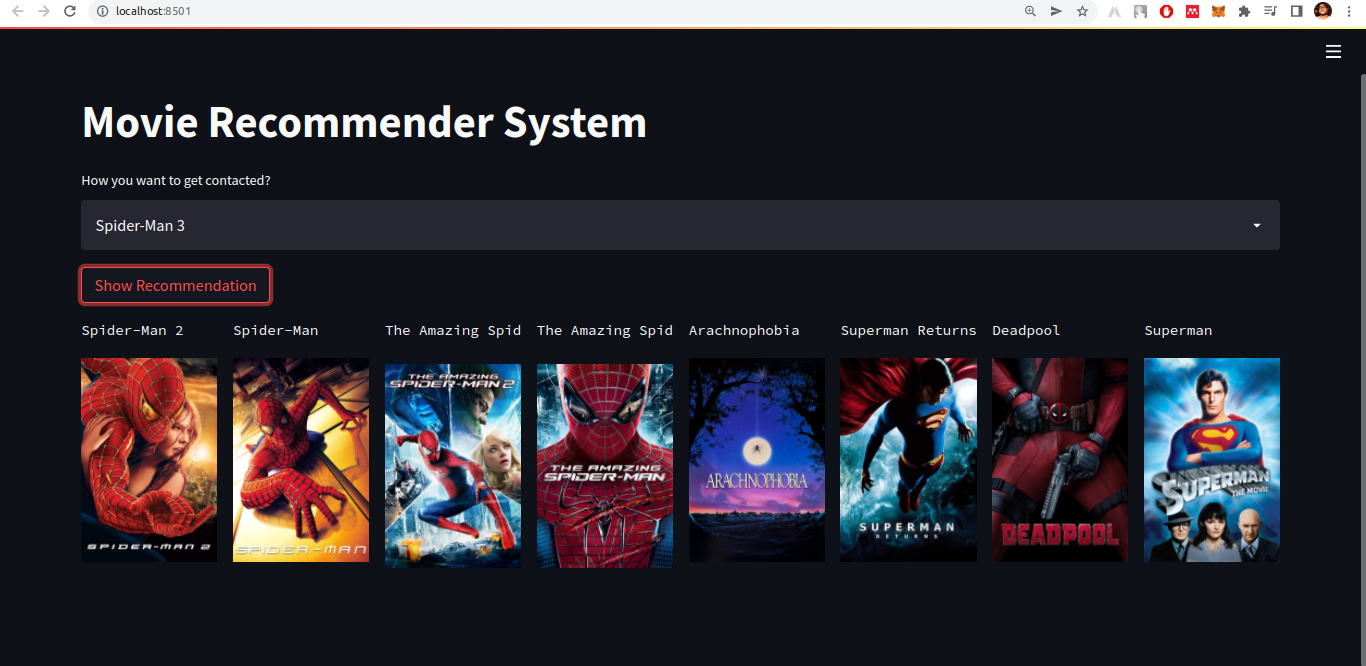 localhost:8501
Movie Recommender System
How you want to get contacted?
Spider-Man 3
Show Recommendation
Spider-Man 2
Spider-Man
The Amazing Spid
The Amazing Spid
Arachnophobia
Superman Returns
Deadpool
Superman
SPIDER-MAN 2
SPIDER-MAN
THE AMAZING
SPIDER-MAN 2
THE AMAZING
SPIDER-MAN
ARACHNOPHOBIA
SUPERMAN
RETURNS
DEADPOOL
SUPERMAN
THE MOVIE